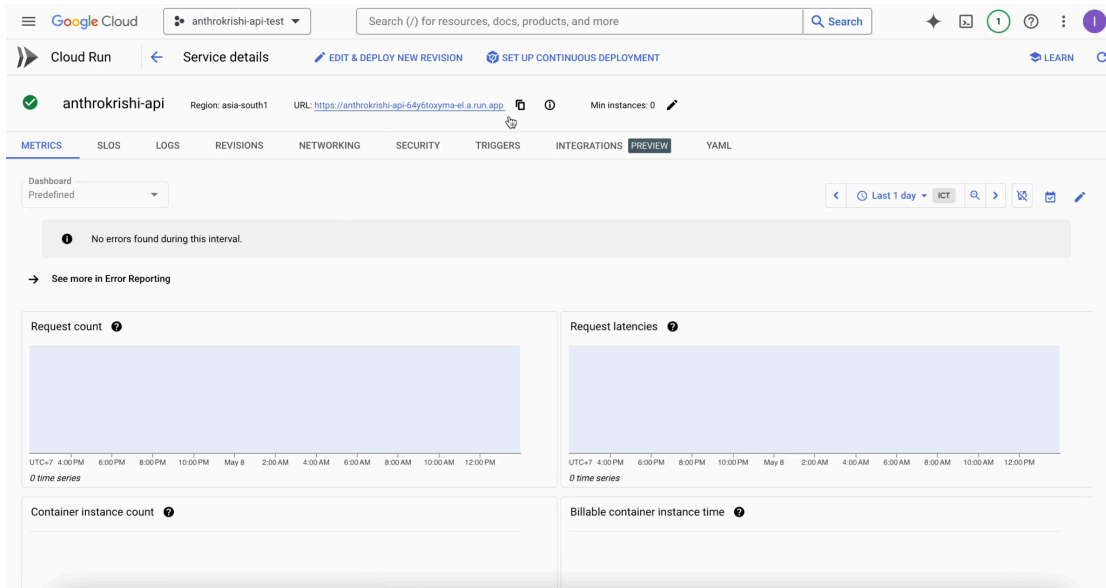 Google Cloud
anthrokrishi-api-test
Search (/) for resources, docs, products, and more
Search
1
I
Cloud Run
Service details
EDIT & DEPLOY NEW REVISION
SET UP CONTINUOUS DEPLOYMENT
LEARN
anthrokrishi-api
Region: asia-south1
URL: https://anthrokrishi-api-64y6toxyma-el.a.run.app
Min instances: 0
METRICS
SLOS
LOGS
REVISIONS
NETWORKING
SECURITY
TRIGGERS
INTEGRATIONS PREVIEW
YAML
Dashboard
Predefined
Last 1 day
ICT
No errors found during this interval.
See more in Error Reporting
Request count
UTC+7 4:00 PM 6:00 PM 8:00 PM 10:00 PM May 8 2:00 AM 4:00 AM 6:00 AM 8:00 AM 10:00 AM 12:00 PM
0 time series
Request latencies
UTC+7 4:00 PM 6:00 PM 8:00 PM 10:00 PM May 8 2:00 AM 4:00 AM 6:00 AM 8:00 AM 10:00 AM 12:00 PM
0 time series
Container instance count
Billable container instance time